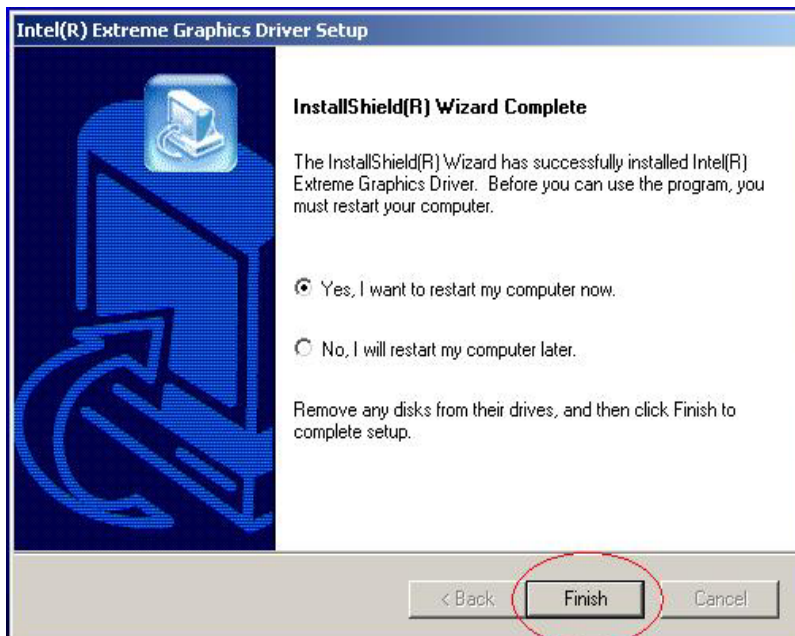 Intel(R) Extreme Graphics Driver Setup
InstallShield(R) Wizard Complete
The InstallShield(R) Wizard has successfully installed Intel(R)
Extreme Graphics Driver.  Before you can use the program, you
must restart your computer.
Yes, I want to restart my computer now.
No, I will restart my computer later.
Remove any disks from their drives, and then click Finish to
complete setup.
< Back
Finish
Cancel